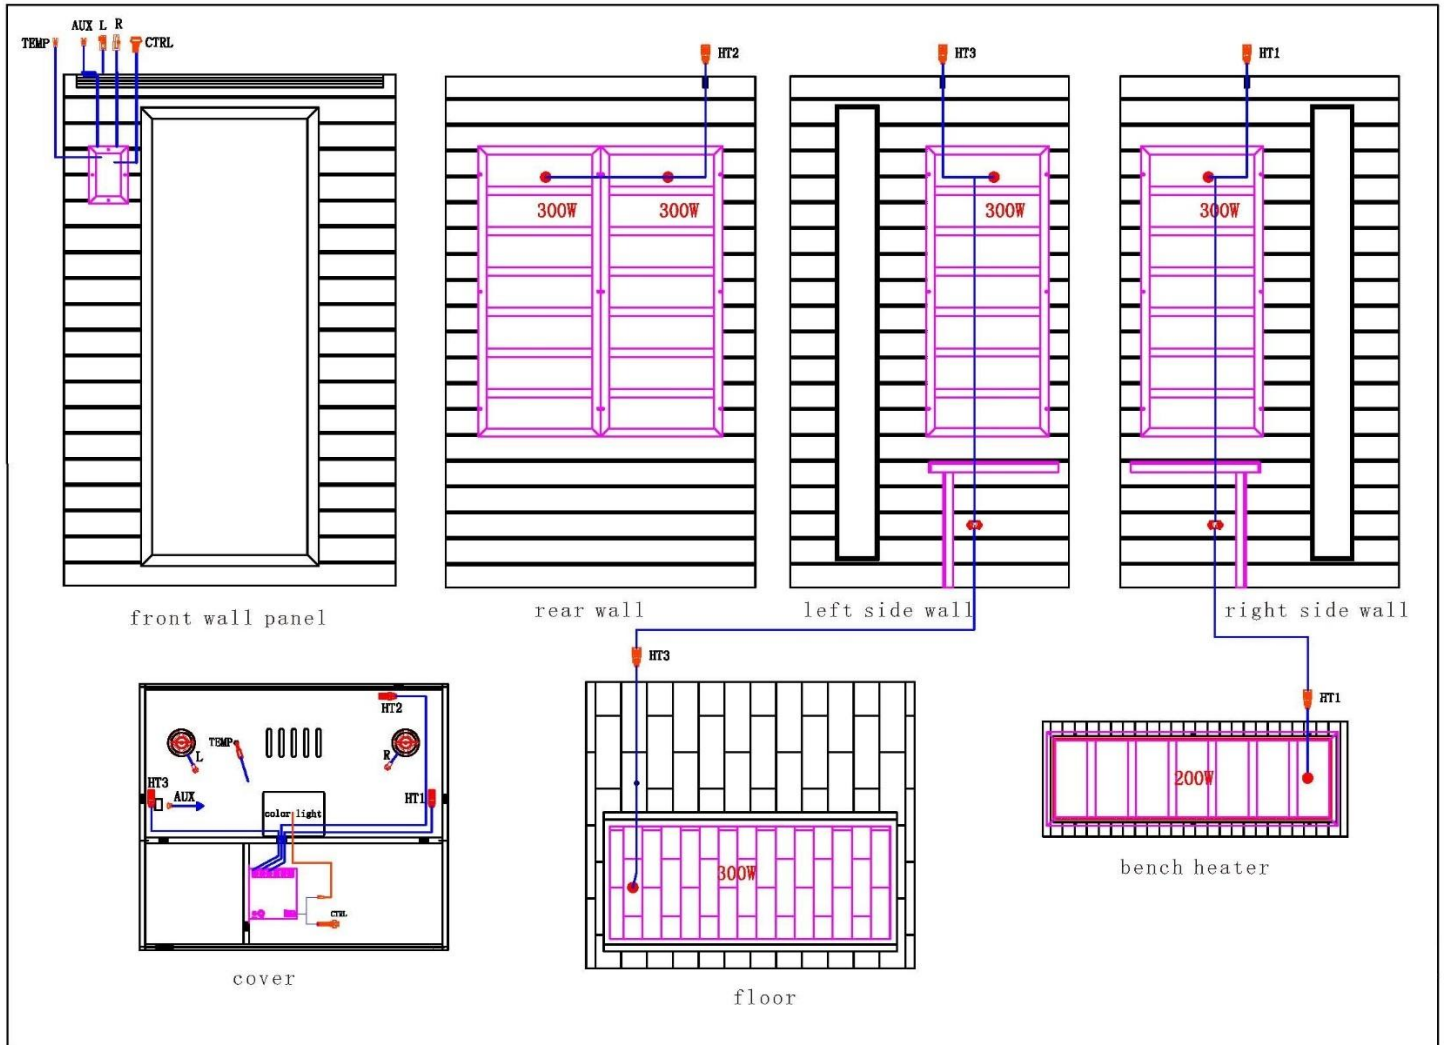 TEMP AUX L R CTRL
HT2
HT3
HT1
300W 300W
300W
300W
front wall panel
rear wall
left side wall
right side wall
HT3
HT1
HT2
L
TEMP
R
HT3
AUX
HT1
color light
CTRL
cover
300W
floor
200W
bench heater